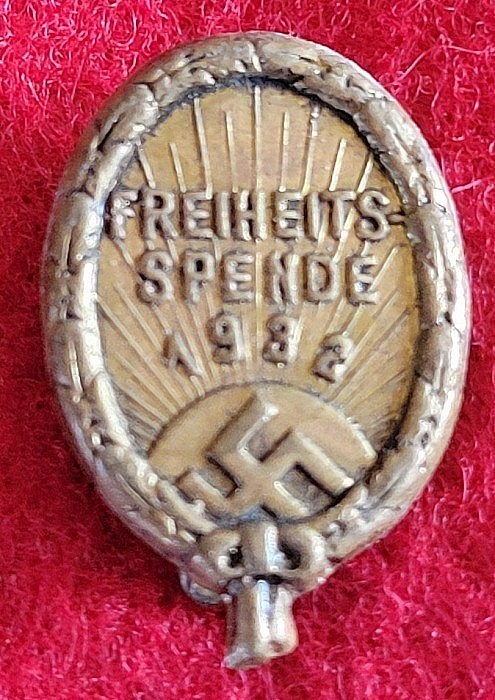 FREIHEITS-
SPENDE
1932